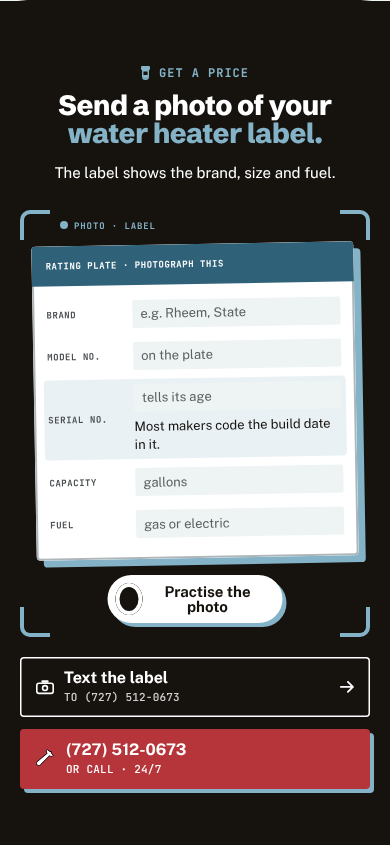 GET A PRICE
Send a photo of your
water heater label.
The label shows the brand, size and fuel.
PHOTO · LABEL
RATING PLATE · PHOTOGRAPH THIS
BRAND
e.g. Rheem, State
MODEL NO.
on the plate
SERIAL NO.
tells its age
Most makers code the build date
in it.
CAPACITY
gallons
FUEL
gas or electric
Practise the
photo
Text the label
TO (727) 512-0673
(727) 512-0673
OR CALL · 24/7